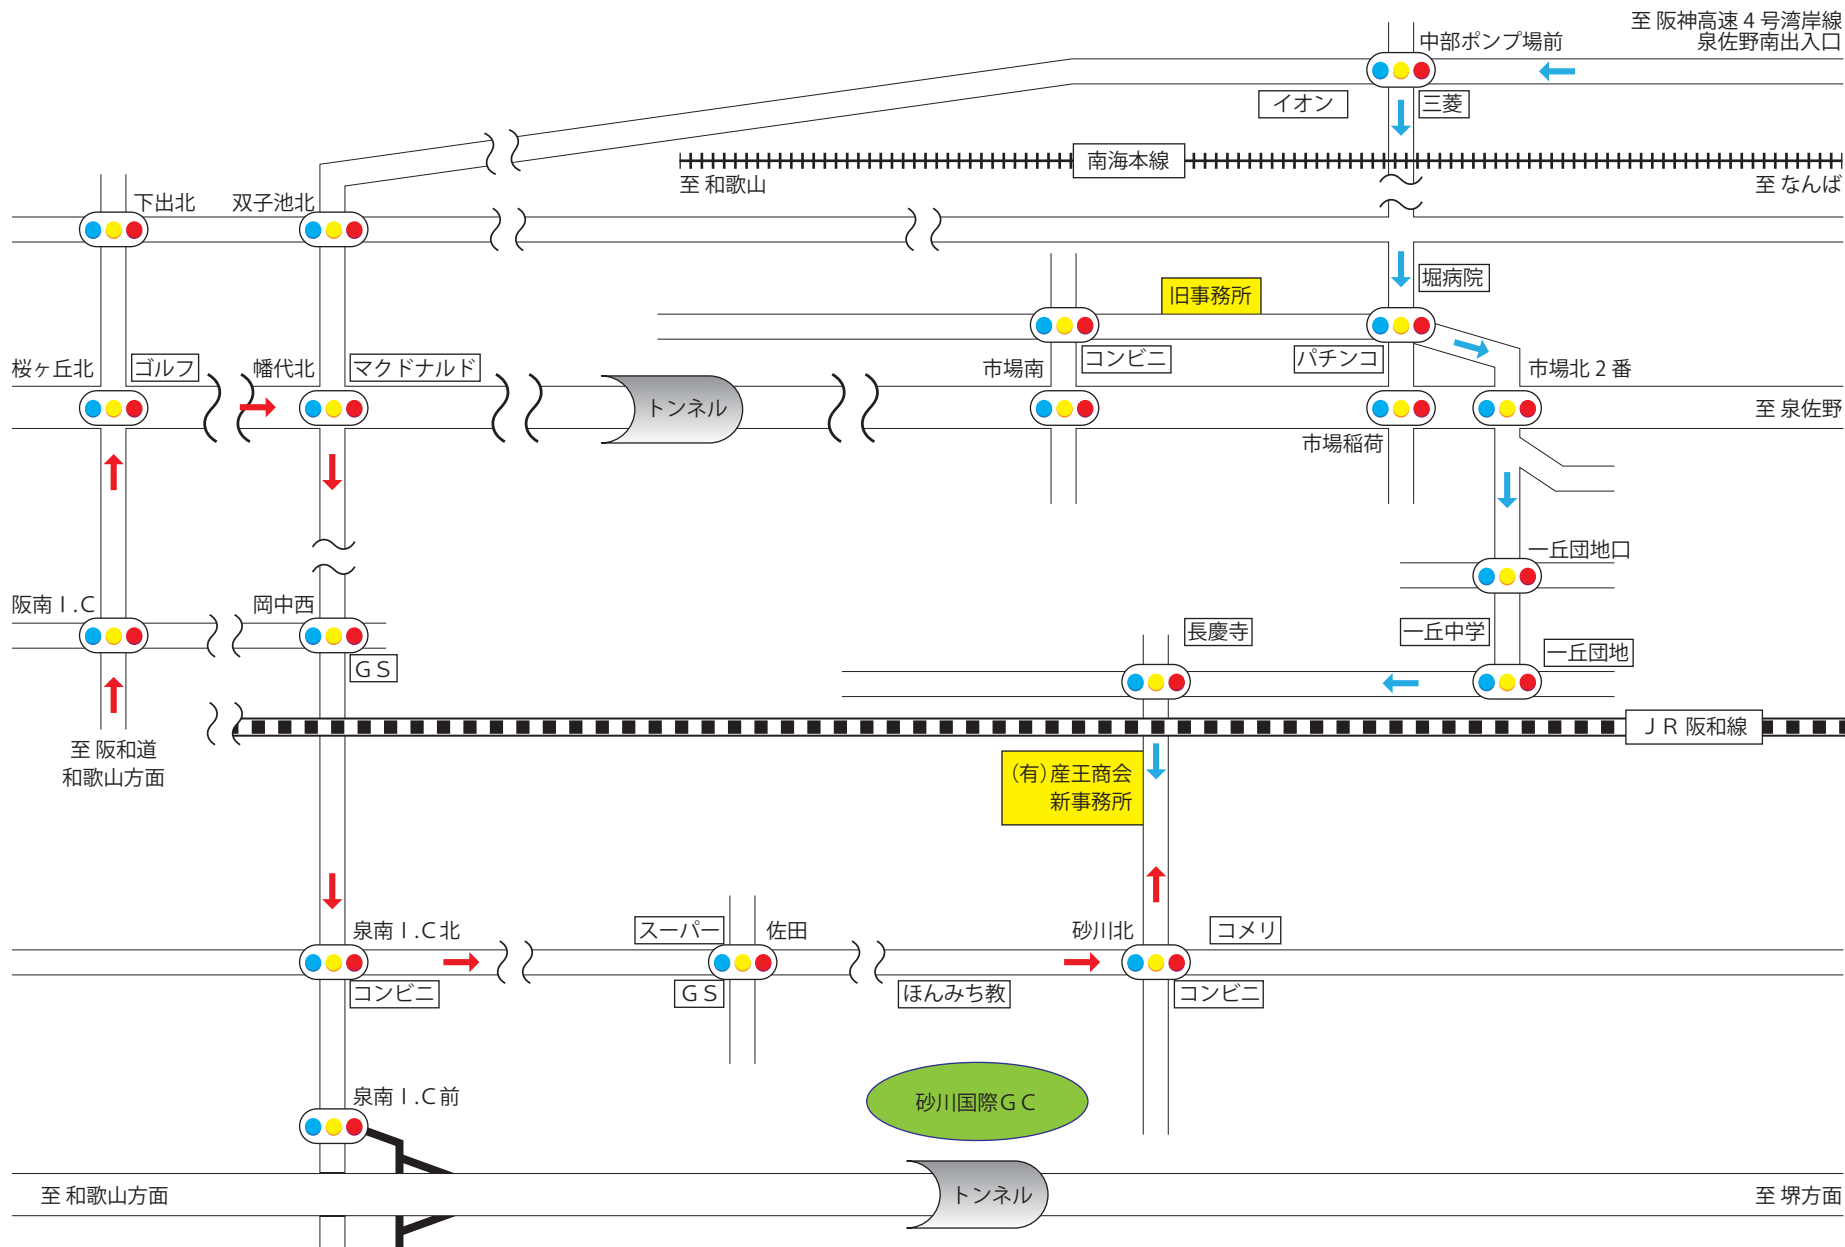 至 阪神高速 4 号湾岸線
泉佐野南出入口
中部ポンプ場前
イオン
三菱
南海本線
至 和歌山
至 なんば
下出北
双子池北
堀病院
旧事務所
桜ヶ丘北
ゴルフ
幡代北
マクドナルド
市場南
コンビニ
パチンコ
市場北 2 番
トンネル
至 泉佐野
市場稲荷
一丘団地口
阪南 I .C
岡中西
GS
長慶寺
一丘中学
一丘団地
JR 阪和線
至 阪和道
和歌山方面
(有)産王商会
新事務所
泉南 I .C 北
スーパー
佐田
砂川北
コメリ
コンビニ
GS
ほんみち教
コンビニ
泉南 I .C 前
砂川国際GC
至 和歌山方面
トンネル
至 堺方面